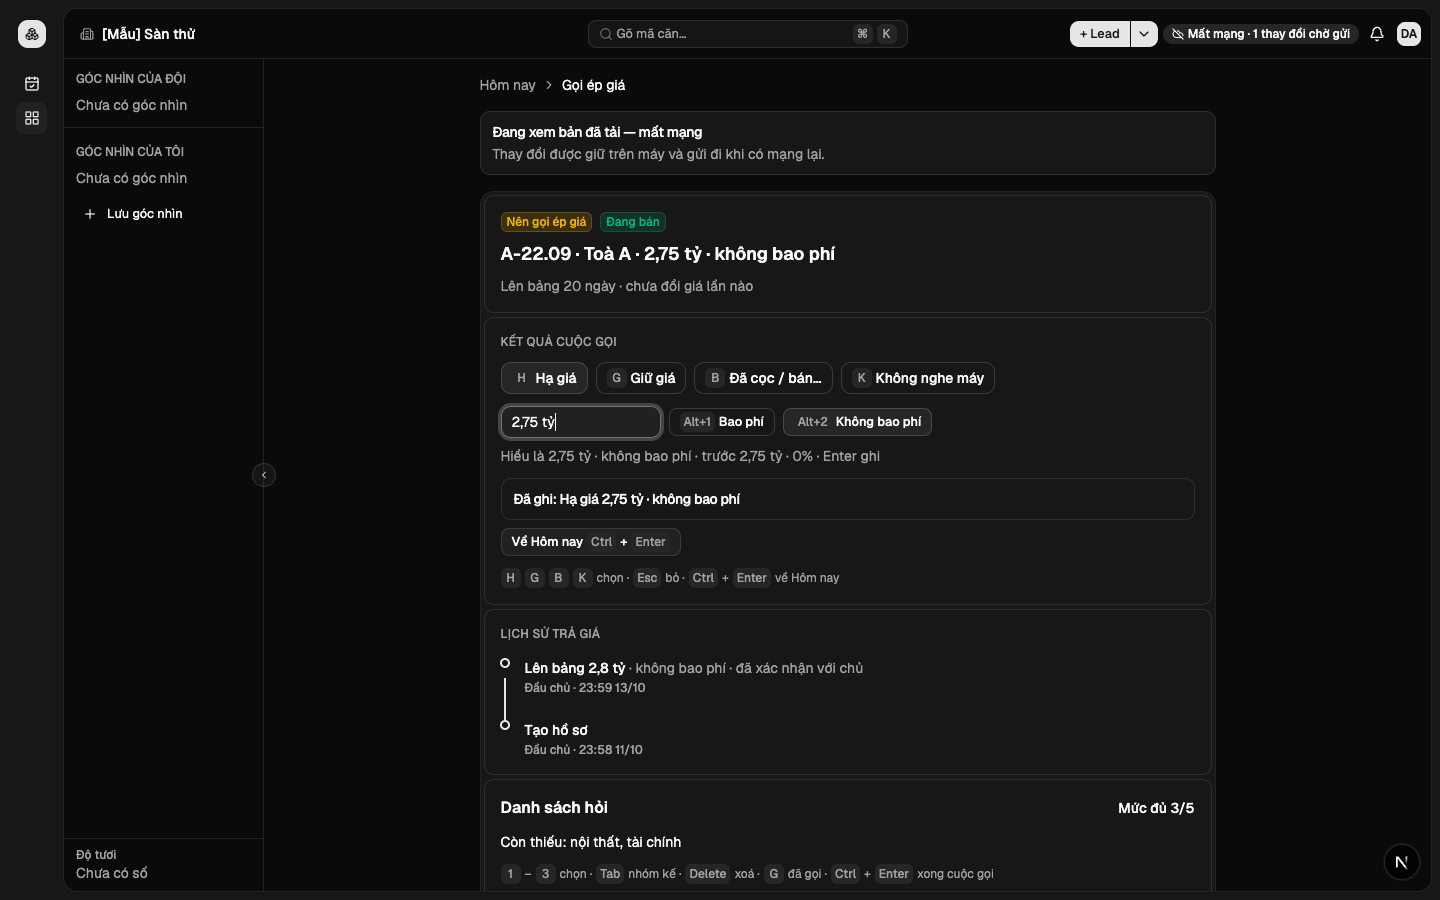 [Mẫu] Sàn thử
Gõ mã căn...
⌘ K
+ Lead
Mất mạng · 1 thay đổi chờ gửi
DA
GÓC NHÌN CỦA ĐỘI
Chưa có góc nhìn
GÓC NHÌN CỦA TÔI
Chưa có góc nhìn
+ Lưu góc nhìn
Độ tươi
Chưa có số
Hôm nay > Gọi ép giá
Đang xem bản đã tải — mất mạng
Thay đổi được giữ trên máy và gửi đi khi có mạng lại.
Nên gọi ép giá Đang bán
A-22.09 · Toà A · 2,75 tỷ · không bao phí
Lên bảng 20 ngày · chưa đổi giá lần nào
KẾT QUẢ CUỘC GỌI
H Hạ giá G Giữ giá B Đã cọc / bán... K Không nghe máy
2,75 tỷ Alt+1 Bao phí Alt+2 Không bao phí
Hiểu là 2,75 tỷ · không bao phí · trước 2,75 tỷ · 0% · Enter ghi
Đã ghi: Hạ giá 2,75 tỷ · không bao phí
Về Hôm nay Ctrl + Enter
H G B K chọn · Esc bỏ · Ctrl + Enter về Hôm nay
LỊCH SỬ TRẢ GIÁ
Lên bảng 2,8 tỷ · không bao phí · đã xác nhận với chủ
Đầu chủ · 23:59 13/10
Tạo hồ sơ
Đầu chủ · 23:58 11/10
Danh sách hỏi
Mức đủ 3/5
Còn thiếu: nội thất, tài chính
1 – 3 chọn · Tab nhóm kế · Delete xoá · G đã gọi · Ctrl + Enter xong cuộc gọi
N